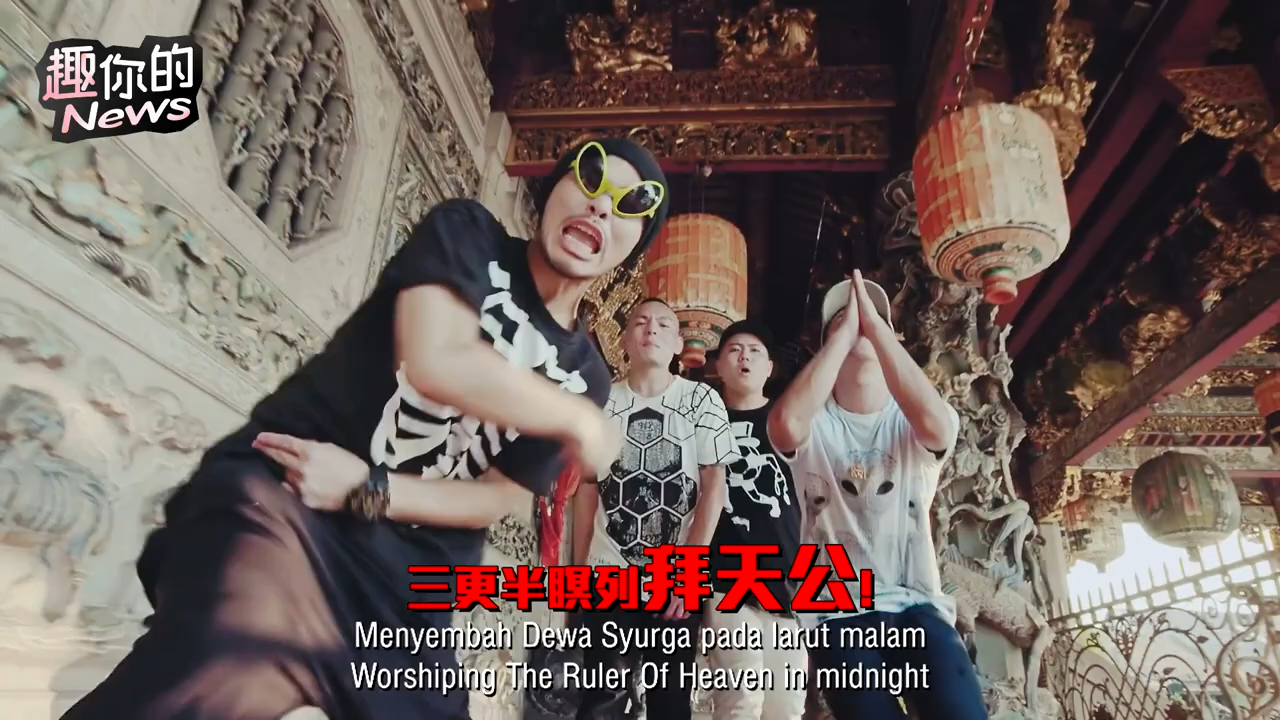 趣你的
News
三更半瞑列拜天公!
Menyembah Dewa Syurga pada larut malam
Worshiping The Ruler Of Heaven in midnight